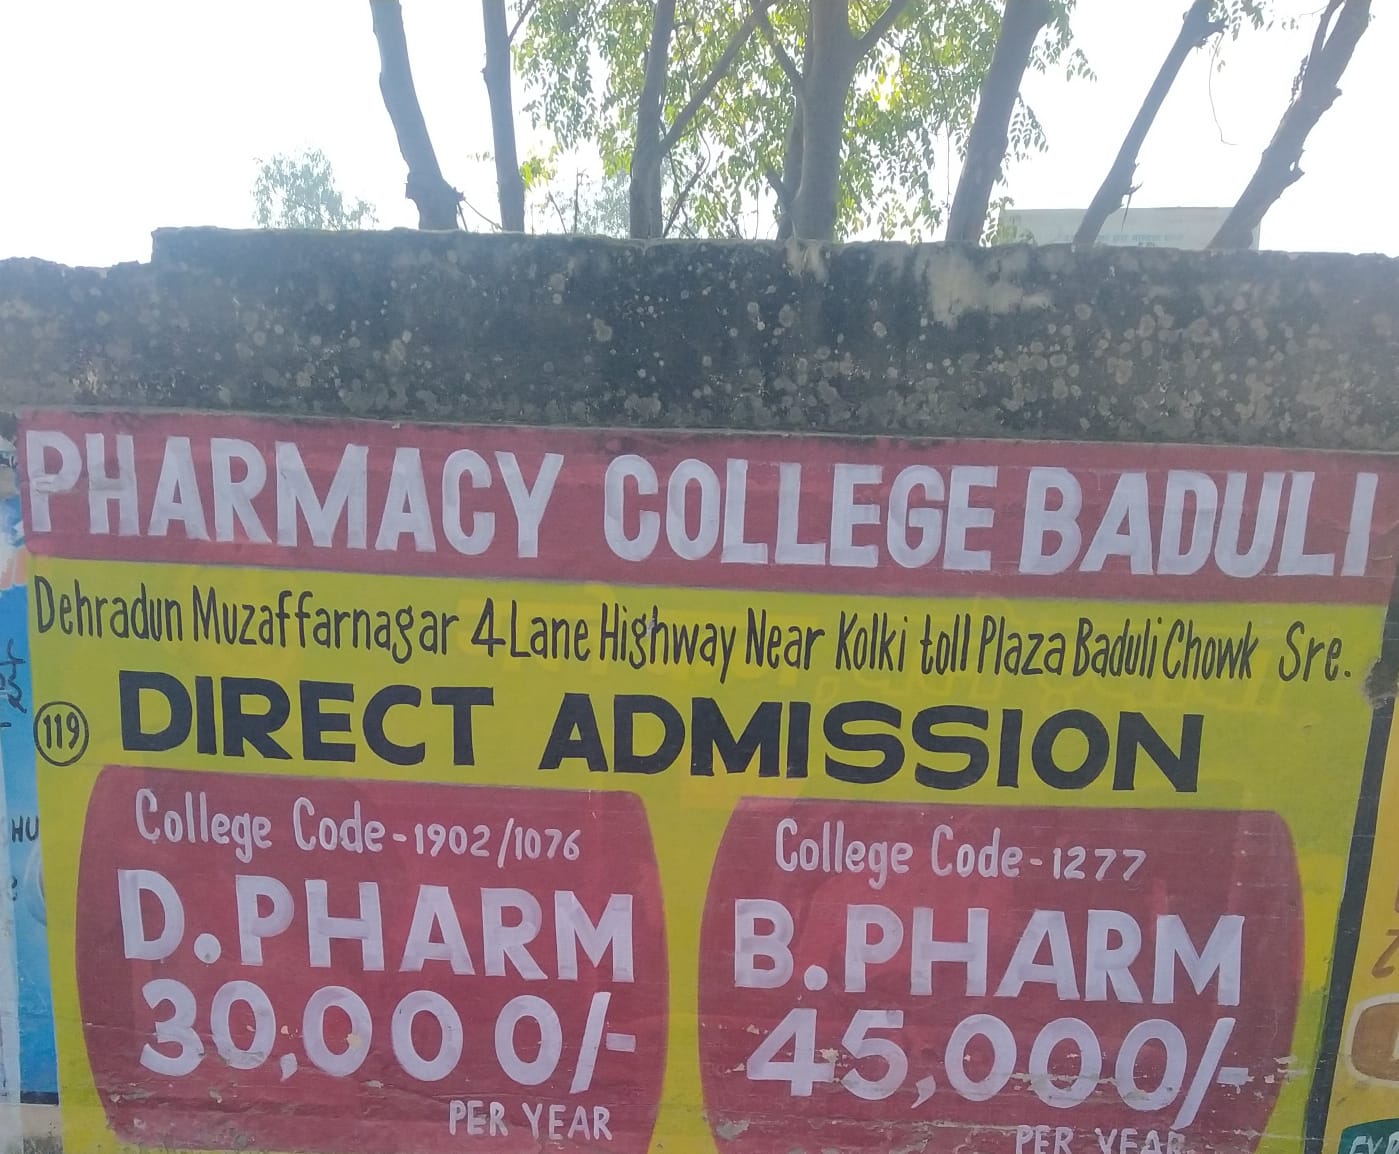 PHARMACY COLLEGE BADULI
Dehradun Muzaffarnagar 4 Lane Highway Near Kolki toll Plaza Baduli Chowk Sre.
119 DIRECT ADMISSION
College Code-1902/1076
D.PHARM
30,000/-
PER YEAR
College Code-1277
B.PHARM
45,000/-
PER YEAR
HU